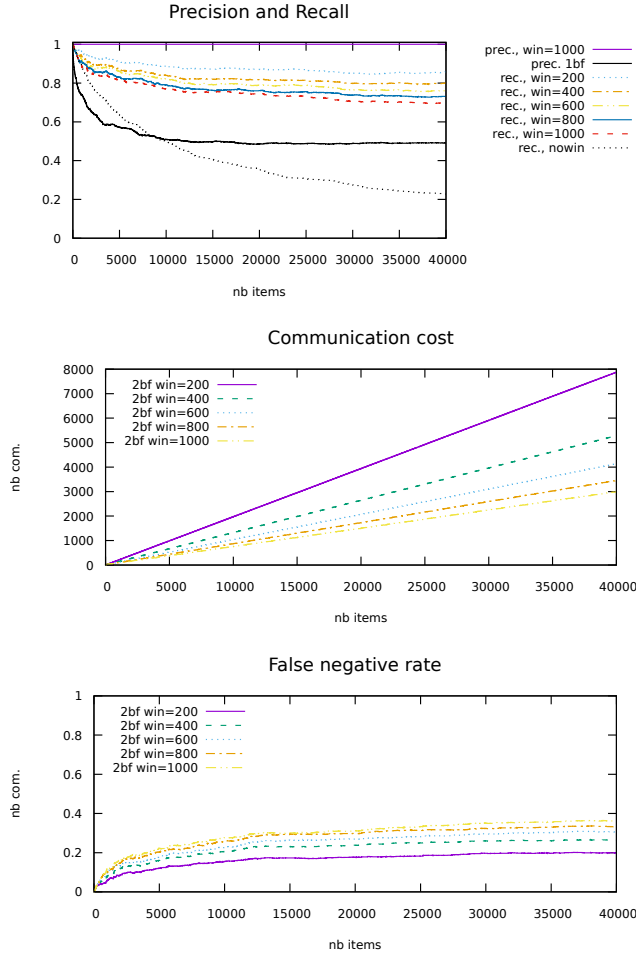 Precision and Recall
1
0.8
0.6
0.4
0.2
0
0 5000 10000 15000 20000 25000 30000 35000 40000
nb items
prec., win=1000
prec. 1bf
rec., win=200
rec., win=400
rec., win=600
rec., win=800
rec., win=1000
rec., nowin
Communication cost
8000
7000
6000
5000
4000
3000
2000
1000
0
nb com.
2bf win=200
2bf win=400
2bf win=600
2bf win=800
2bf win=1000
0 5000 10000 15000 20000 25000 30000 35000 40000
nb items
False negative rate
1
0.8
0.6
0.4
0.2
0
nb com.
2bf win=200
2bf win=400
2bf win=600
2bf win=800
2bf win=1000
0 5000 10000 15000 20000 25000 30000 35000 40000
nb items